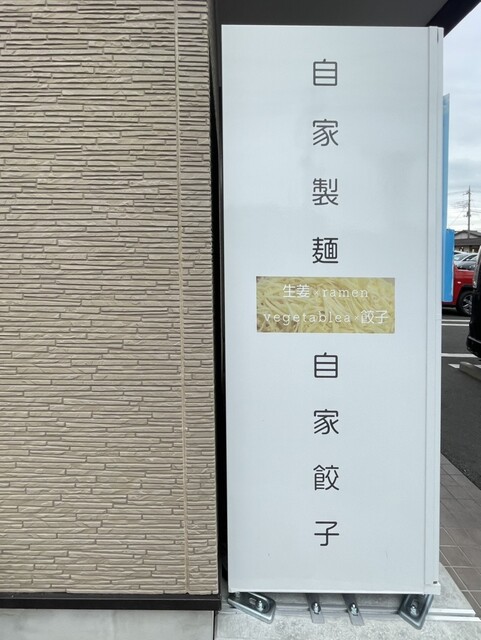 自家製麺
生姜 ramen
vegetablea 餃子
自家餃子